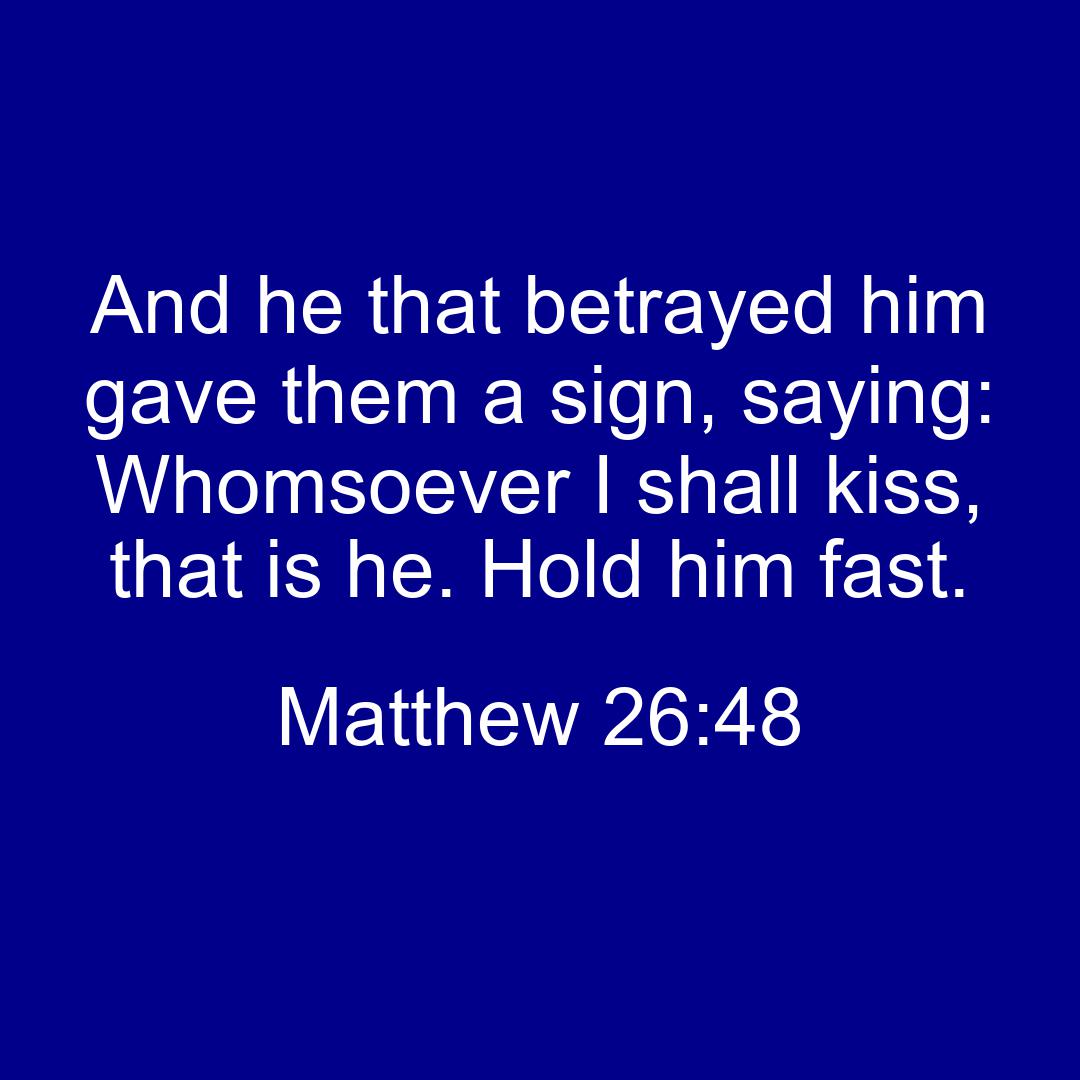 And he that betrayed him
gave them a sign, saying:
Whomsoever I shall kiss,
that is he. Hold him fast.
Matthew 26:48